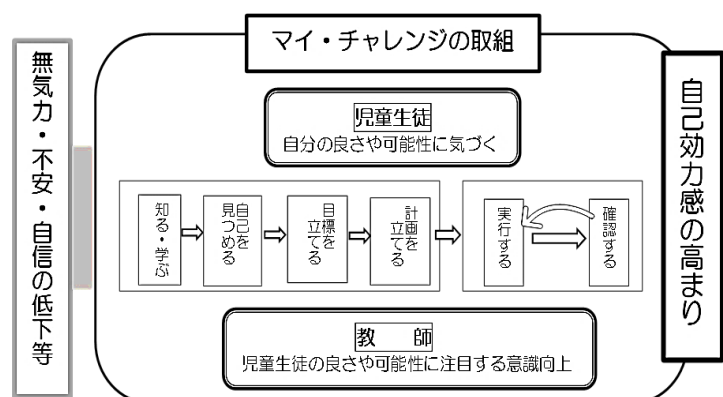 マイ・チャレンジの取組
無気力・不安・自信の低下等
児童生徒
自分の良さや可能性に気づく
知る・学ぶ
自己を
見つめる
目標を
立てる
計画を
立てる
実行する
確認する
教　師
児童生徒の良さや可能性に注目する意識向上
自己効力感の高まり